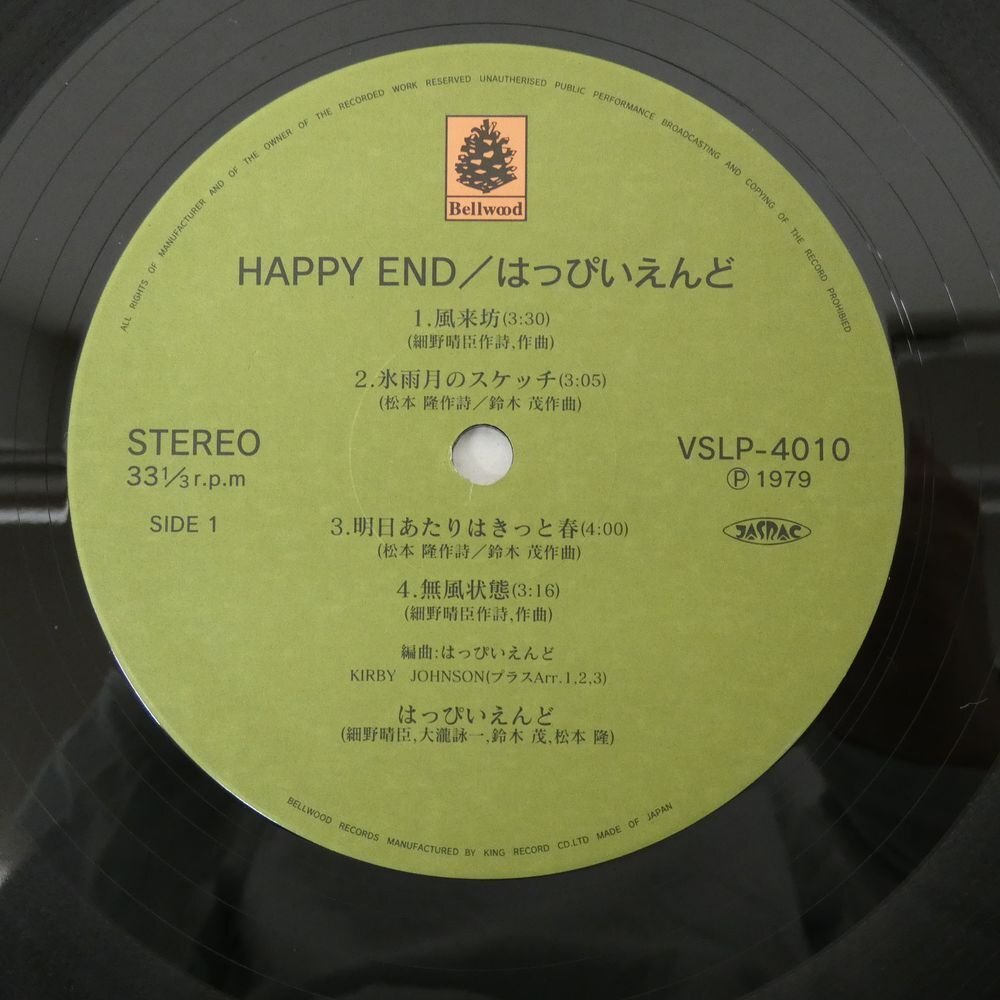 ALL RIGHTS OF MANUFACTURER AND OF THE OWNER OF THE RECORDED WORK RESERVED UNAUTHERISED PUBLIC PERFORMANCE BROADCASTING AND COPYING OF THE RECORD PROHIBIED
Bellwood
HAPPY END／はっぴいえんど
1.風来坊(3:30)
(細野晴臣作詩,作曲)
2.氷雨月のスケッチ(3:05)
(松本 隆作詩／鈴木 茂作曲)
STEREO
33 1/3 r.p.m
SIDE 1
VSLP-4010
Ⓟ 1979
JASRAC
3.明日あたりはきっと春(4:00)
(松本 隆作詩／鈴木 茂作曲)
4.無風状態(3:16)
(細野晴臣作詩,作曲)
編曲:はっぴいえんど
KIRBY JOHNSON(プラスArr.1,2,3)
はっぴいえんど
(細野晴臣,大瀧詠一,鈴木 茂,松本 隆)
BELLWOOD RECORDS MANUFACTURED BY KING RECORD CO.LTD MADE OF JAPAN